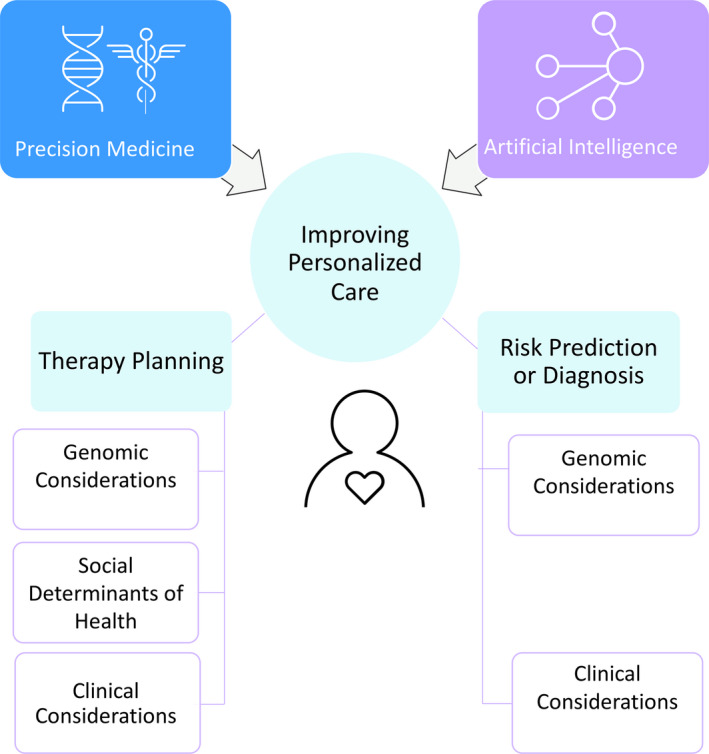 Precision Medicine
Artificial Intelligence
Improving
Personalized
Care
Therapy Planning
Risk Prediction
or Diagnosis
Genomic
Considerations
Social
Determinants of
Health
Clinical
Considerations
Genomic
Considerations
Clinical
Considerations